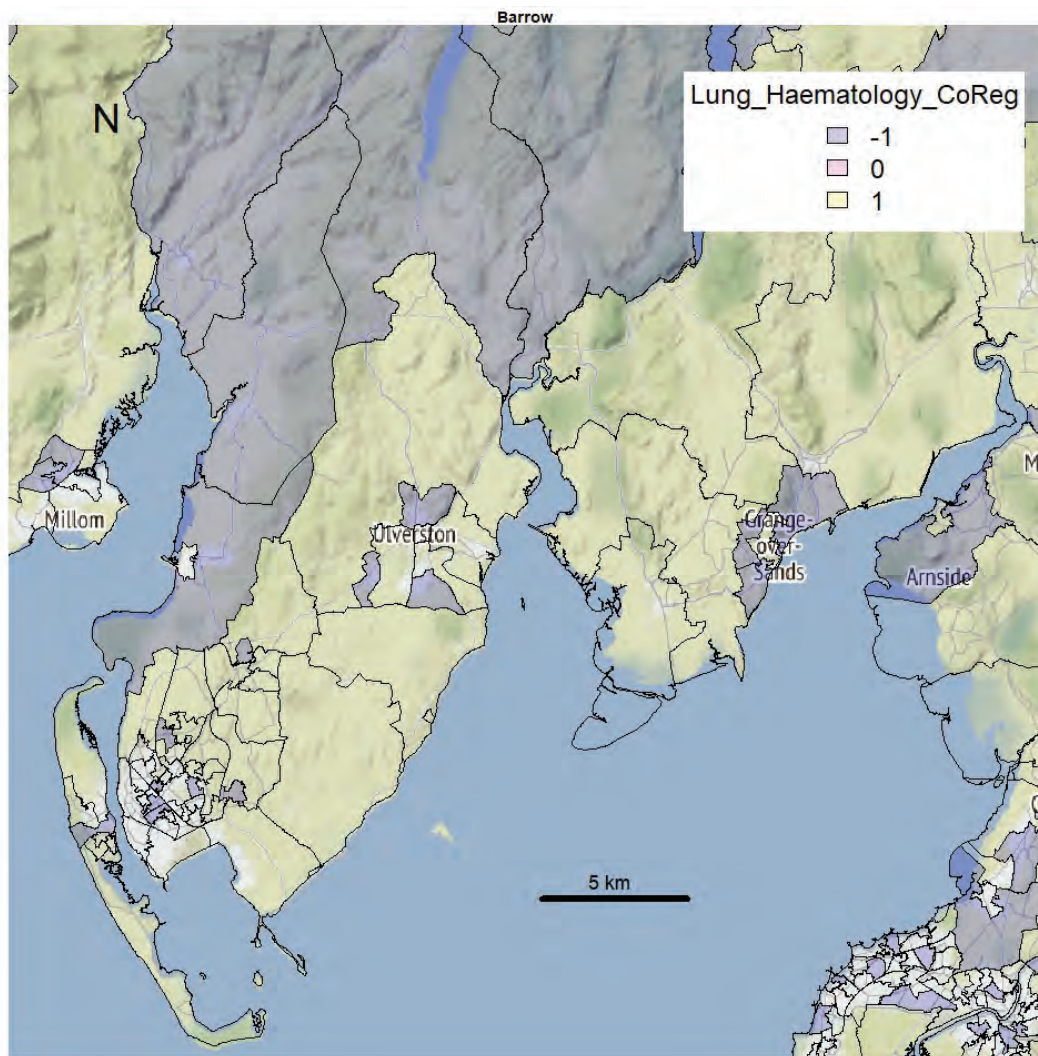 Barrow
N
Lung_Haematology_CoReg
-1
0
1
Millom
Ulverston
Grange-
over-
Sands
Arnside
M
5 km